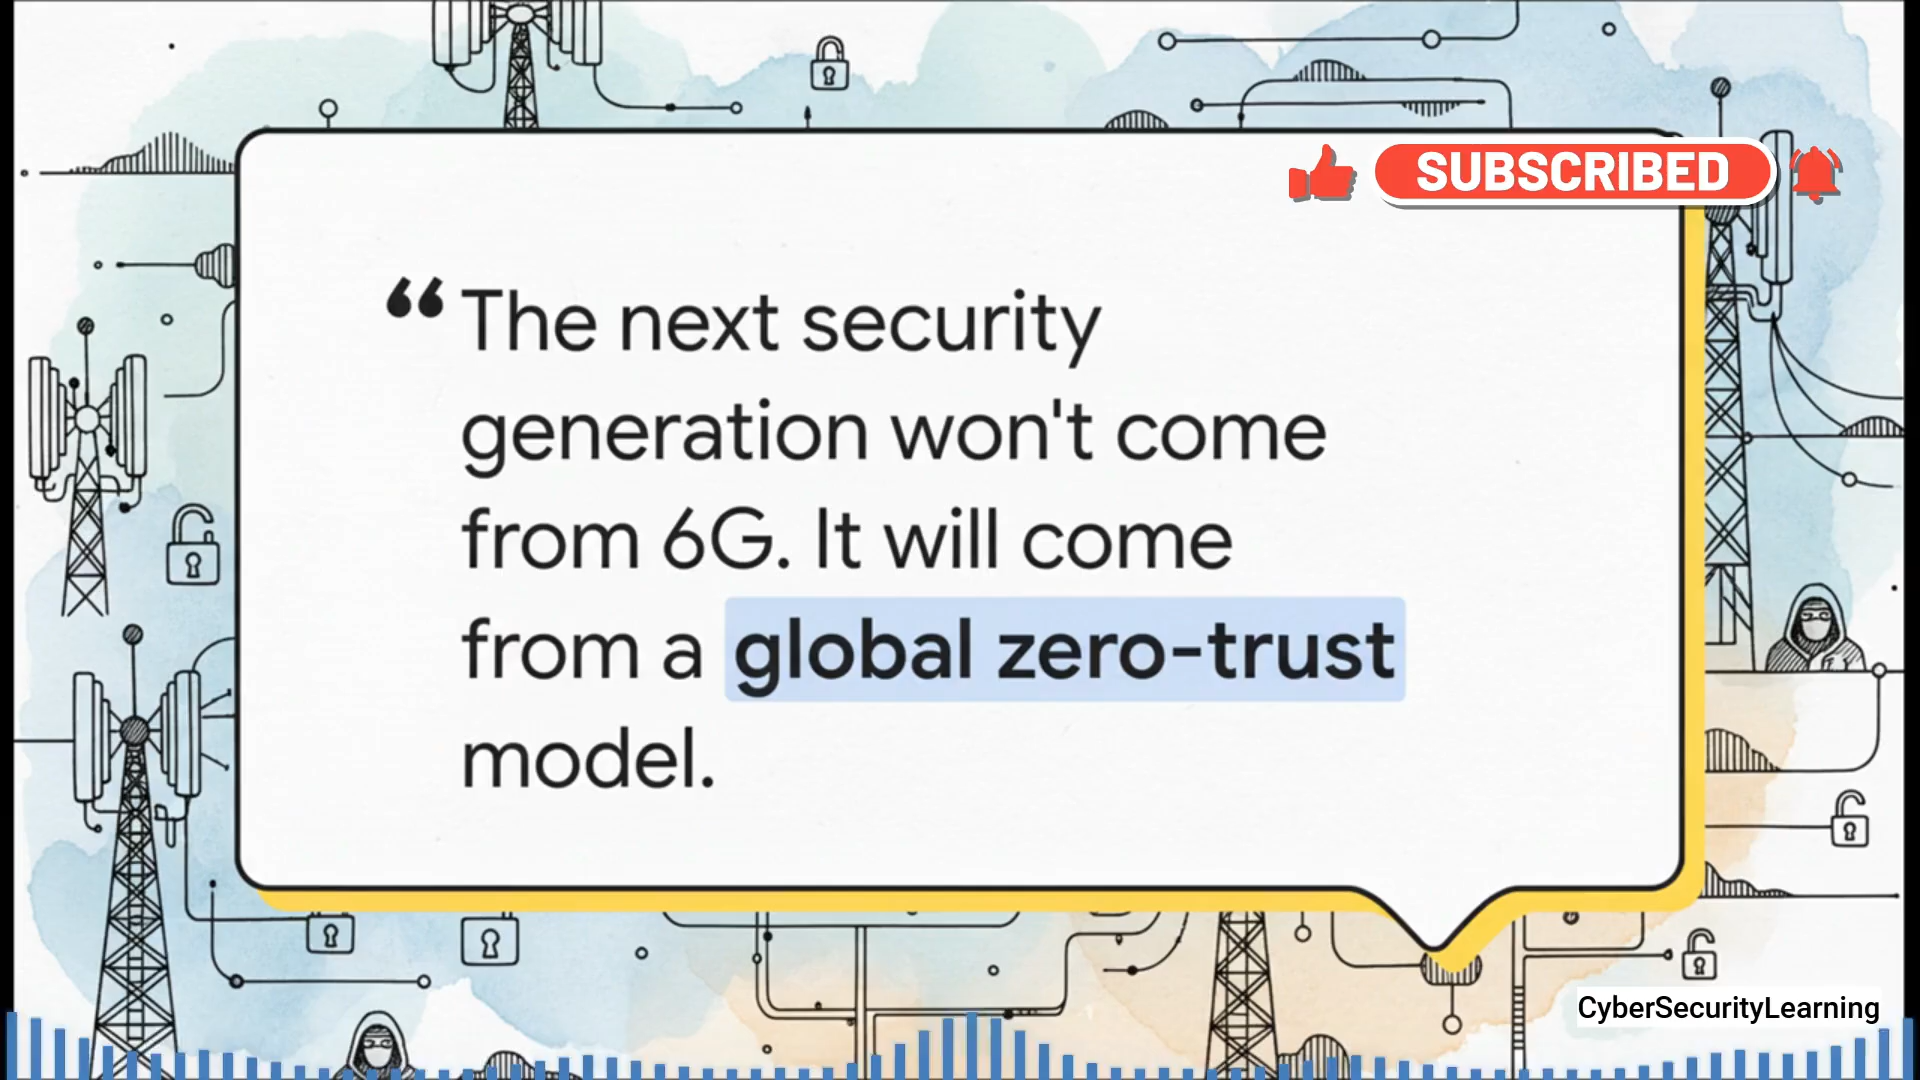 SUBSCRIBED
“The next security
generation won't come
from 6G. It will come
from a global zero-trust
model.
CyberSecurityLearning